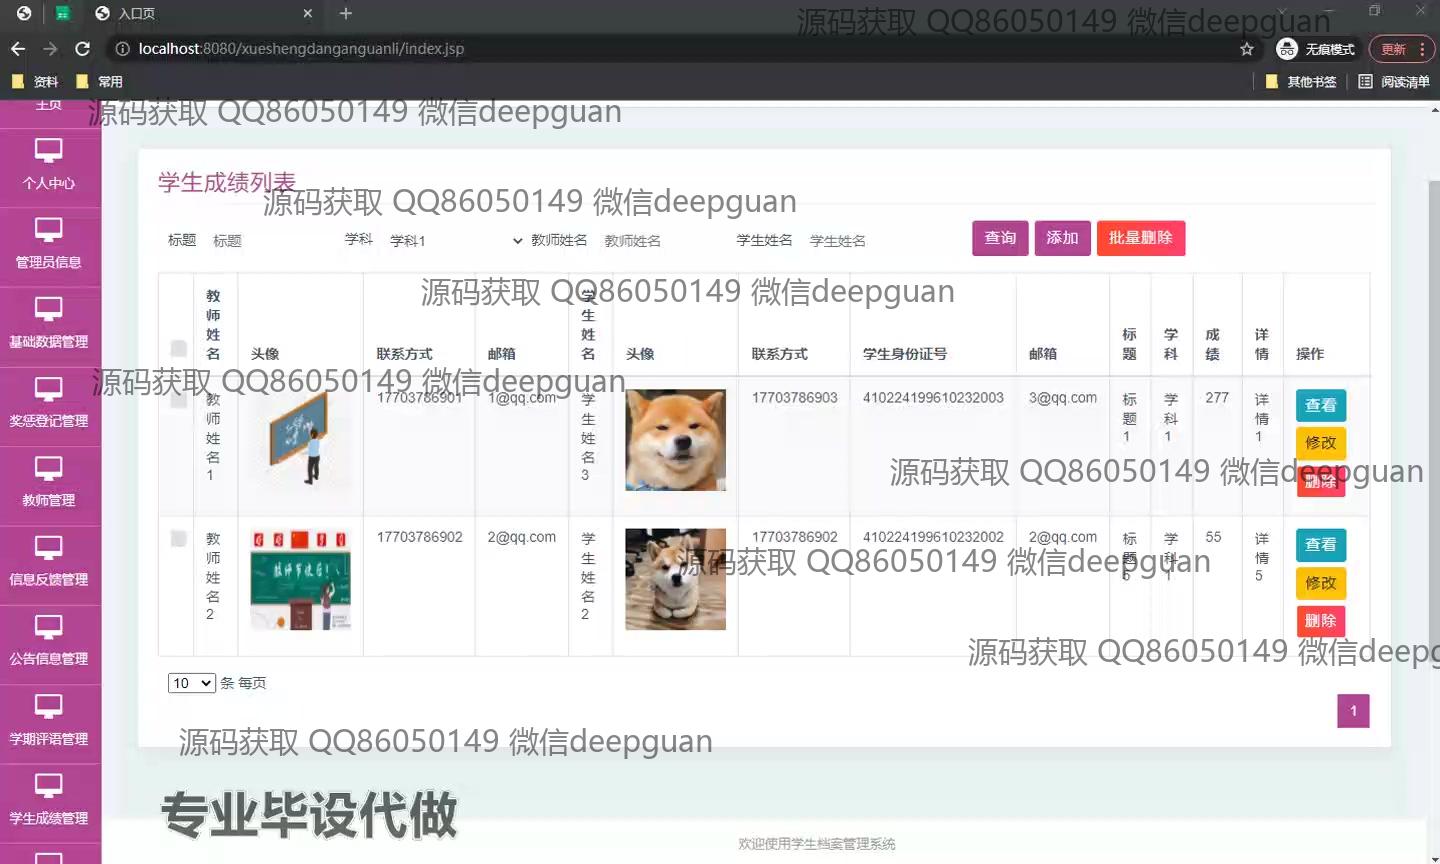 入口页
源码获取 QQ86050149 微信deepguan
localhost:8080/xueshengdanganguanli/index.jsp
无痕模式
更新
资料
常用
其他书签
阅读清单
主页
源码获取 QQ86050149 微信deepguan
个人中心
管理员信息
基础数据管理
奖惩登记管理
教师管理
信息反馈管理
公告信息管理
学期评语管理
学生成绩管理
学生成绩列表
源码获取 QQ86050149 微信deepguan
标题 标题 学科 学科1 教师姓名 教师姓名 学生姓名 学生姓名 查询 添加 批量删除
源码获取 QQ86050149 微信deepguan
教师姓名 头像 联系方式 邮箱 学生姓名 头像 联系方式 学生身份证号 邮箱 标题 学科 成绩 详情 操作
源码获取 QQ86050149 微信deepguan
教师姓名1 17703786901 1@qq.com 学生姓名3 17703786903 410224199610232003 3@qq.com 标题1 学科1 277 详情1 查看 修改 删除
源码获取 QQ86050149 微信deepguan
教师姓名2 17703786902 2@qq.com 学生姓名2 17703786902 410224199610232002 2@qq.com 标题5 学科1 55 详情5 查看 修改 删除
源码获取 QQ86050149 微信deepguan
源码获取 QQ86050149 微信deepg
10 条 每页
1
源码获取 QQ86050149 微信deepguan
专业毕设代做
欢迎使用学生档案管理系统